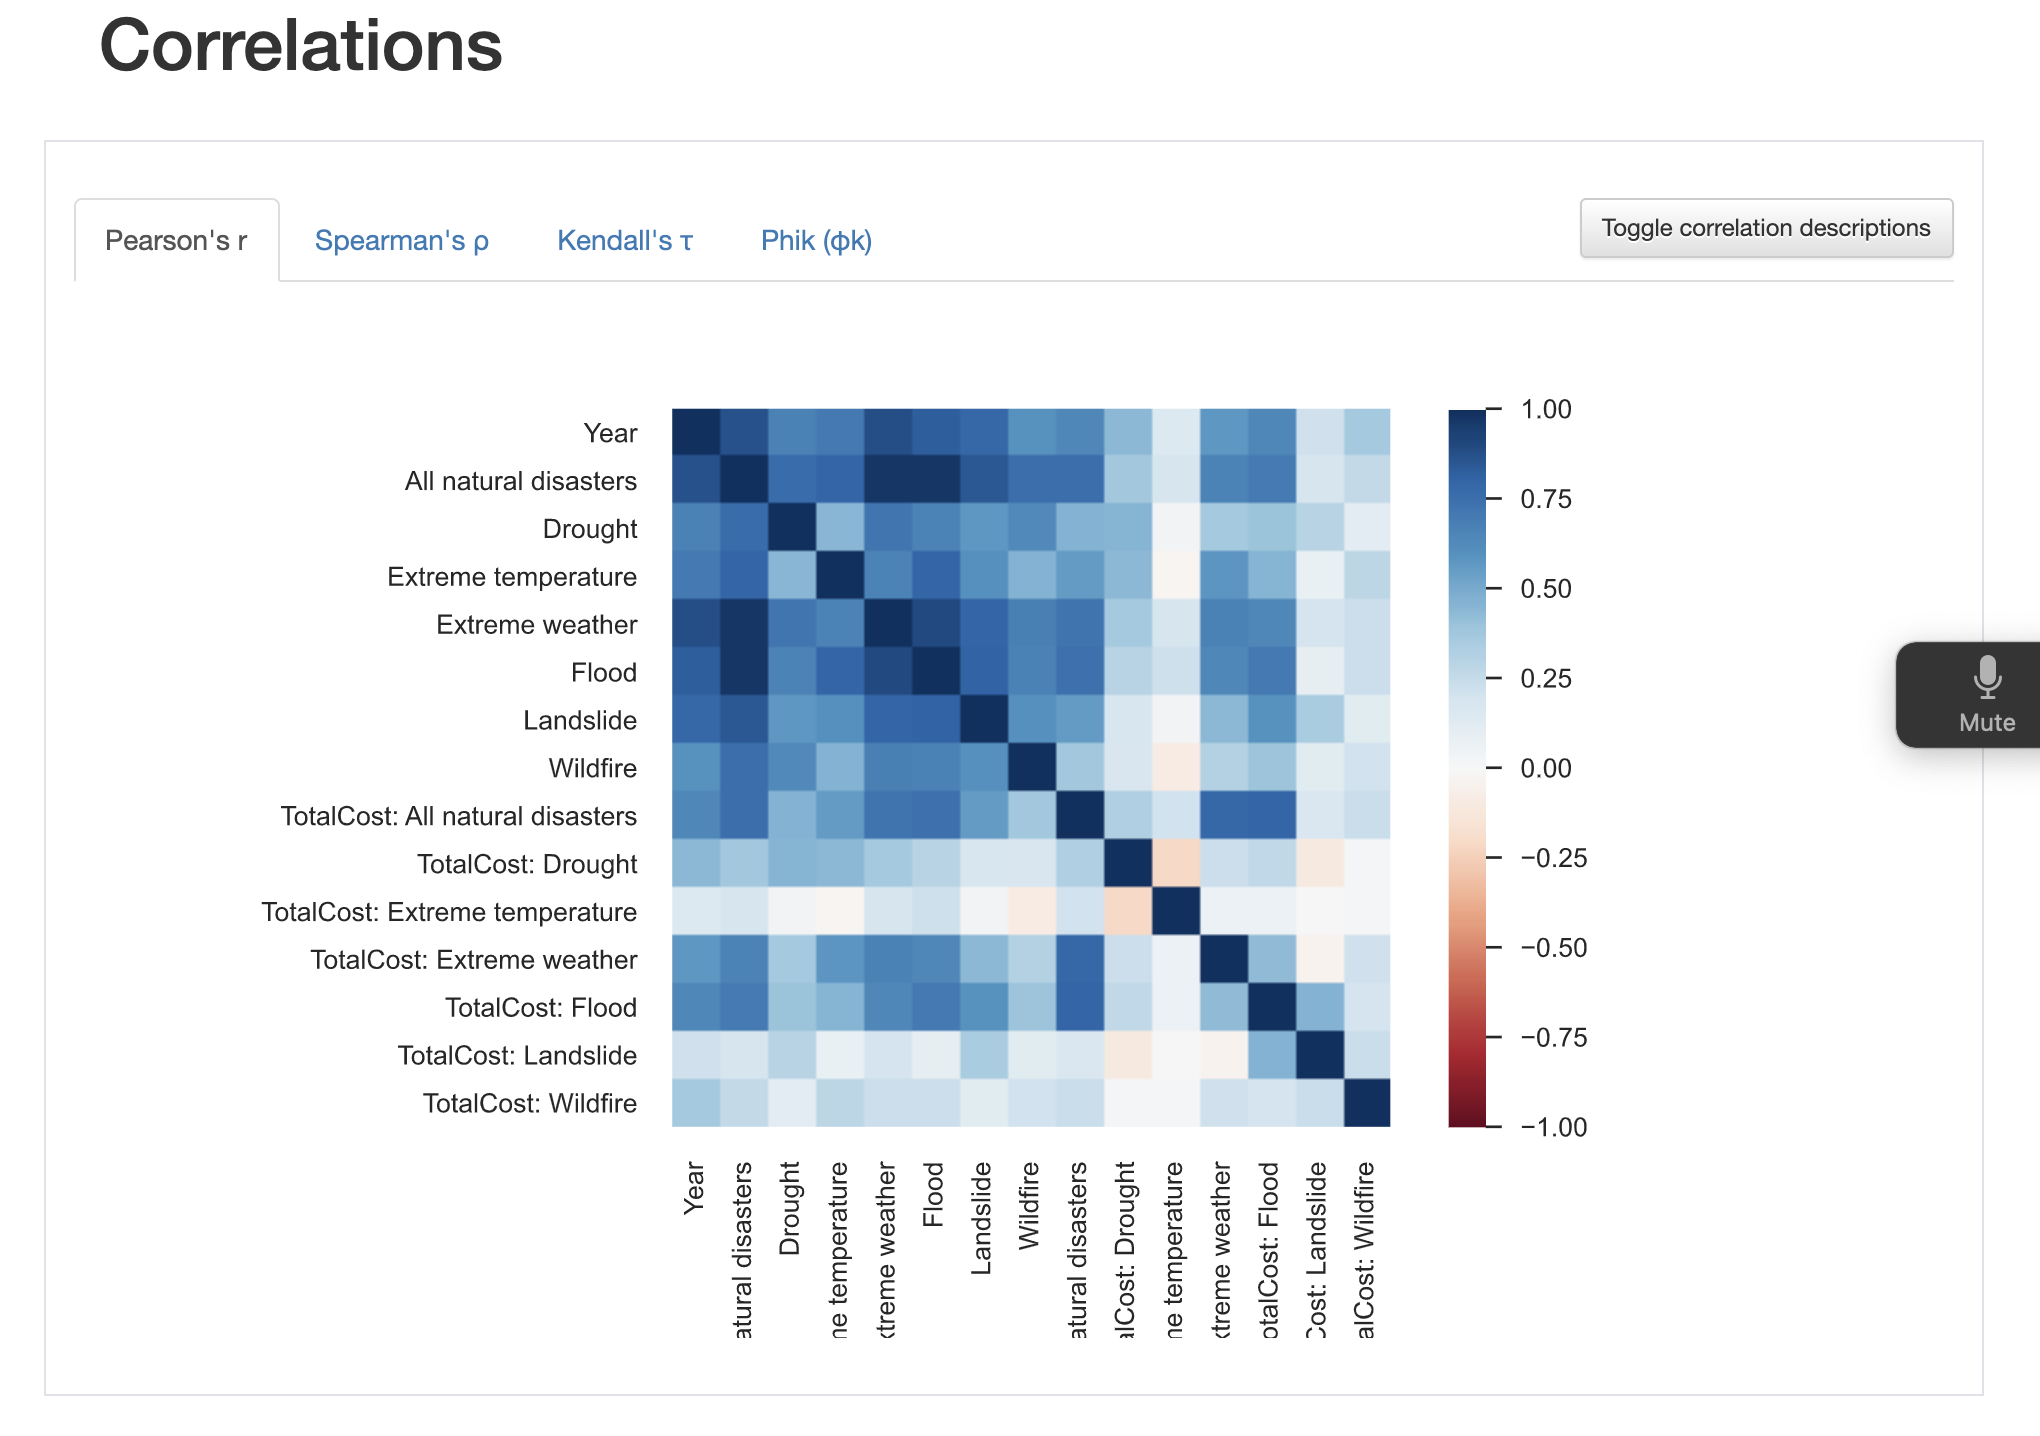 Correlations
Pearson's r
Spearman's ρ
Kendall's τ
Phik (φk)
Toggle correlation descriptions
Year
All natural disasters
Drought
Extreme temperature
Extreme weather
Flood
Landslide
Wildfire
TotalCost: All natural disasters
TotalCost: Drought
TotalCost: Extreme temperature
TotalCost: Extreme weather
TotalCost: Flood
TotalCost: Landslide
TotalCost: Wildfire
1.00
0.75
0.50
0.25
0.00
−0.25
−0.50
−0.75
−1.00
Mute
Year
atural disasters
Drought
ne temperature
xtreme weather
Flood
Landslide
Wildfire
atural disasters
alCost: Drought
ne temperature
xtreme weather
otalCost: Flood
Cost: Landslide
alCost: Wildfire